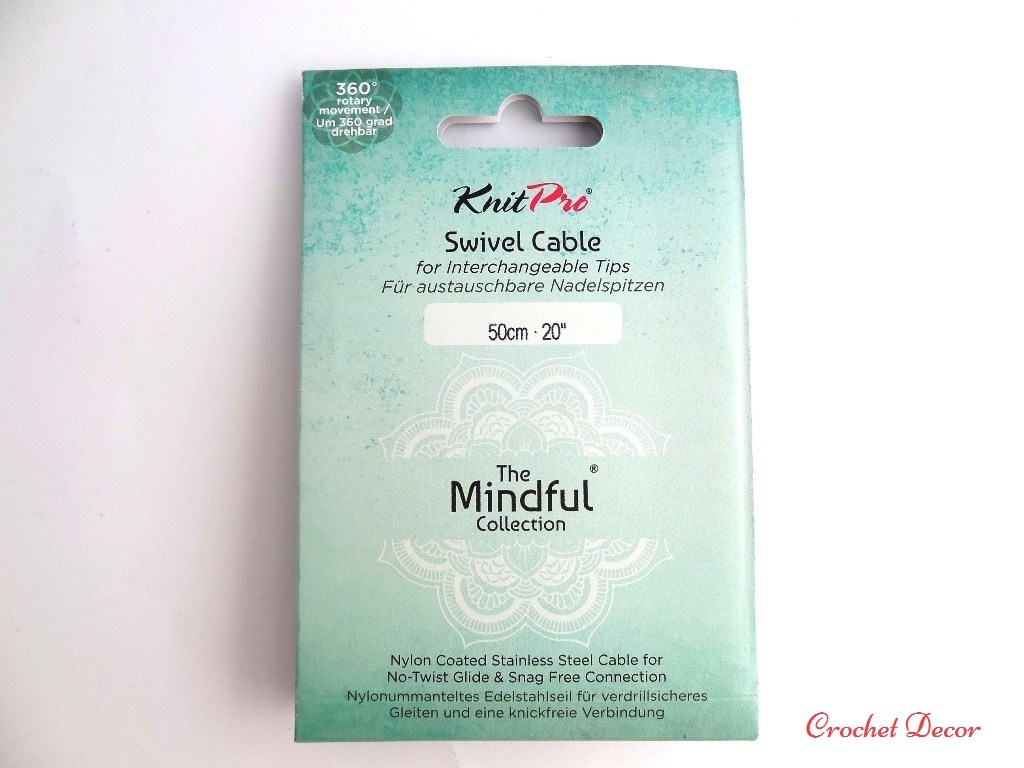 360°
rotary
movement /
Um 360 grad
drehbar
KnitPro®
Swivel Cable
for Interchangeable Tips
Für austauschbare Nadelspitzen
50cm · 20"
The
Mindful®
Collection
Nylon Coated Stainless Steel Cable for
No-Twist Glide & Snag Free Connection
Nylonummanteltes Edelstahlseil für verdrillsicheres
Gleiten und eine knickfreie Verbindung
Crochet Decor